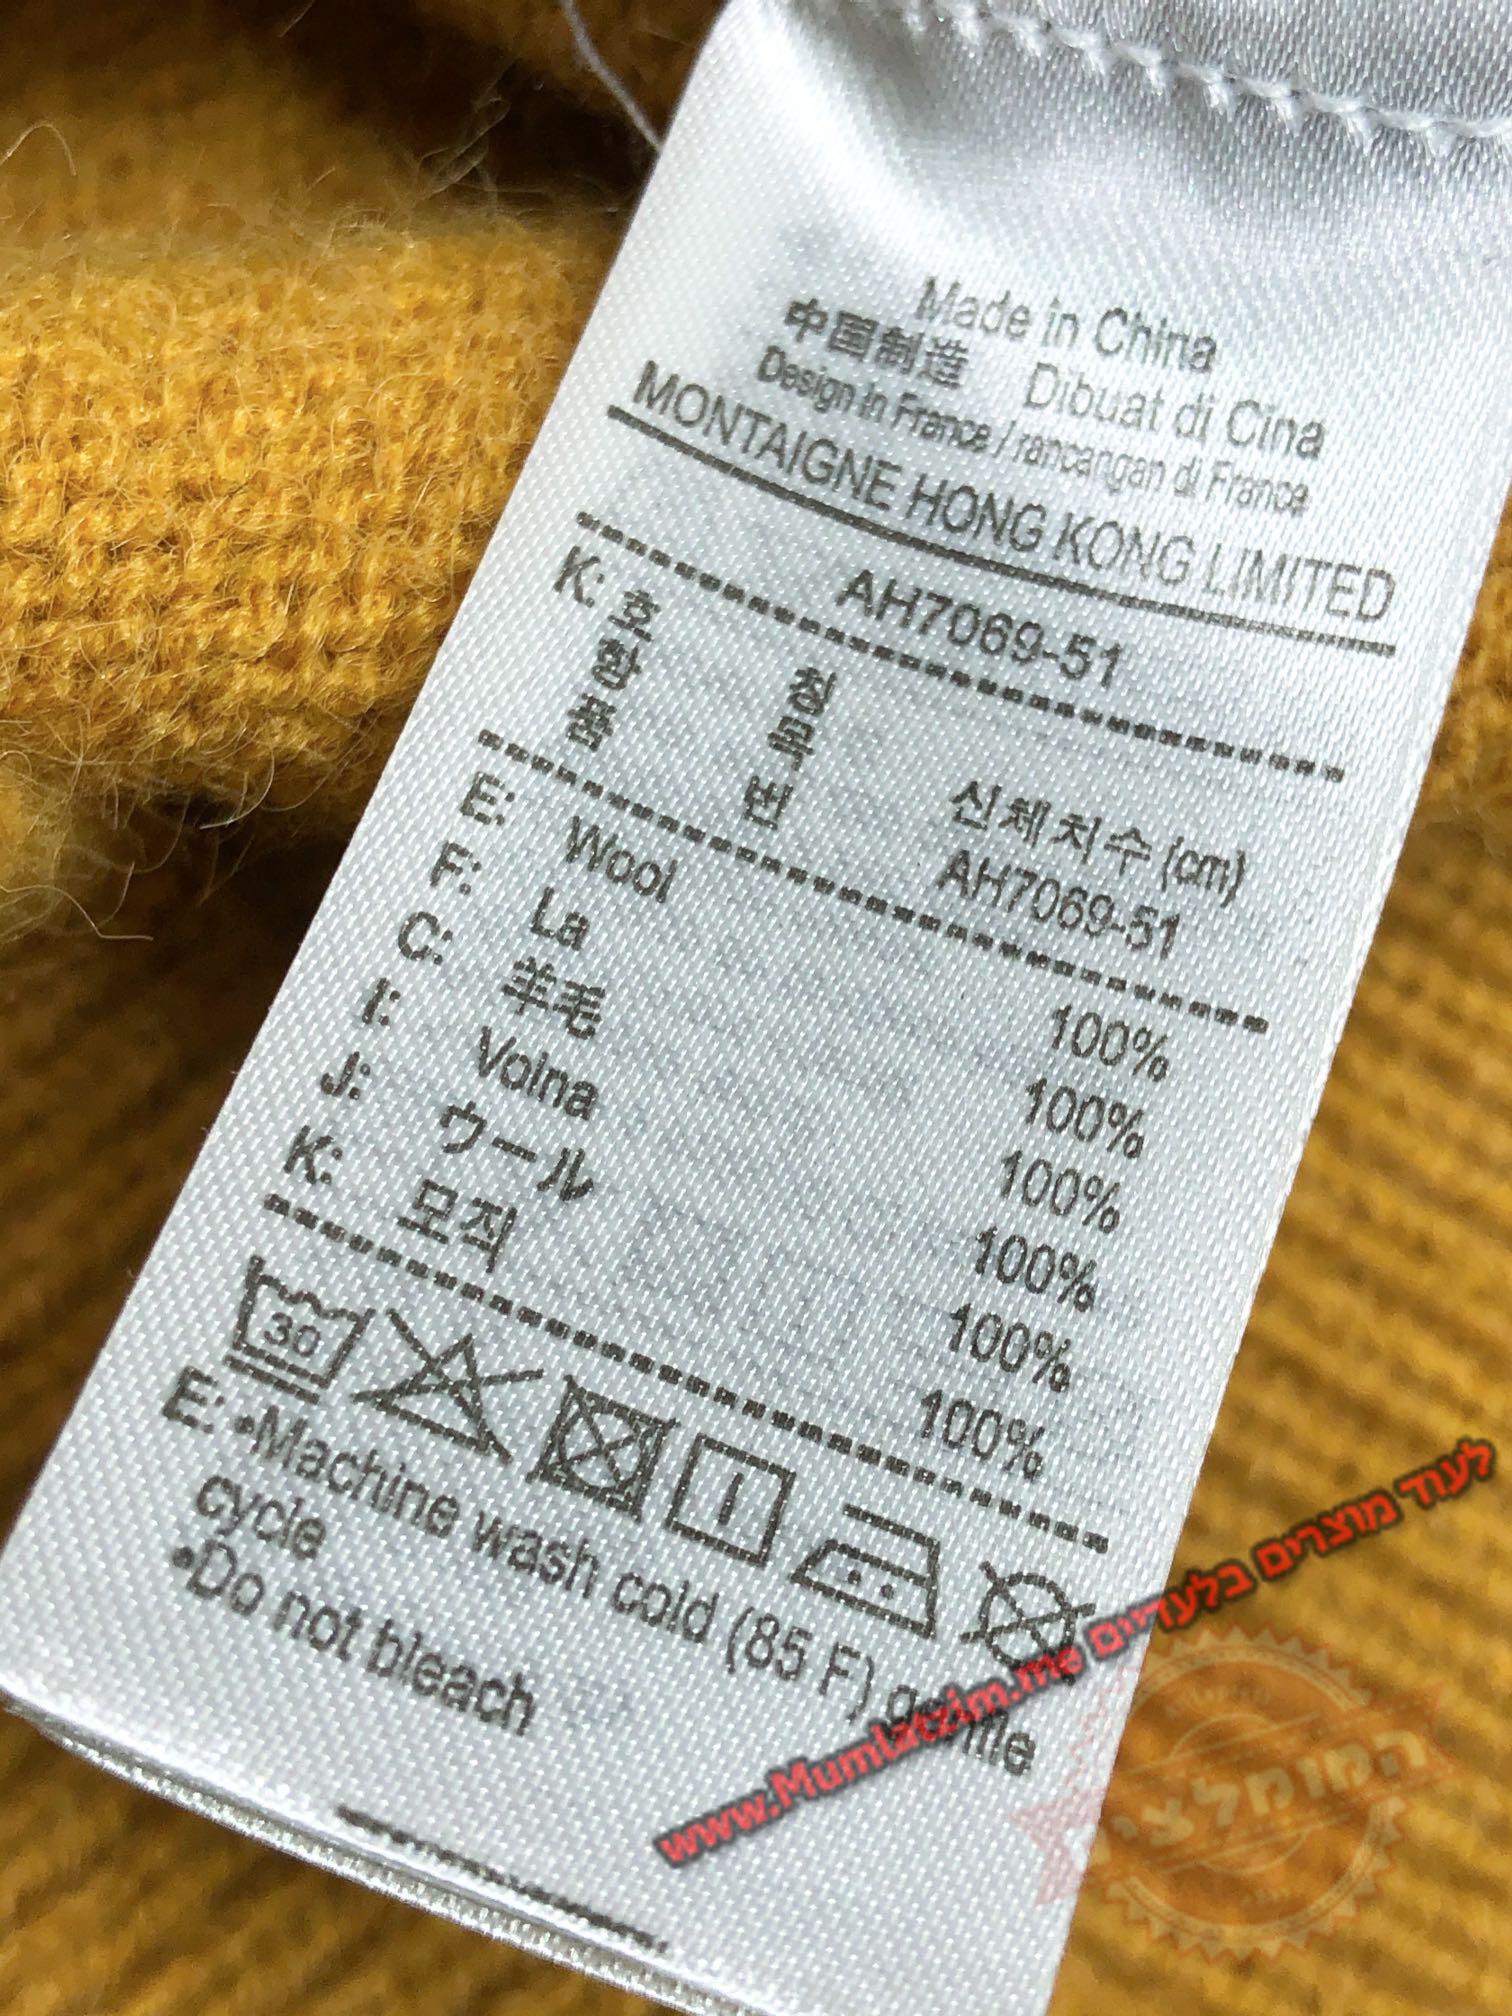 Made in China
中国制造 Dibuat di Cina
Design in France / rancangan di France
MONTAIGNE HONG KONG LIMITED
AH7069-51
K: 호 칭 신체치수 (cm)
함 목
품 번 AH7069-51
E: Wool 100%
F: La 100%
C: 羊毛 100%
I: Volna 100%
J: ウール 100%
K: 모직 100%
30
E: •Machine wash cold (85 F) gentle
cycle
•Do not bleach
www.Mumlatzim.me לעוד מוצרים בלעדיים
המומלצים